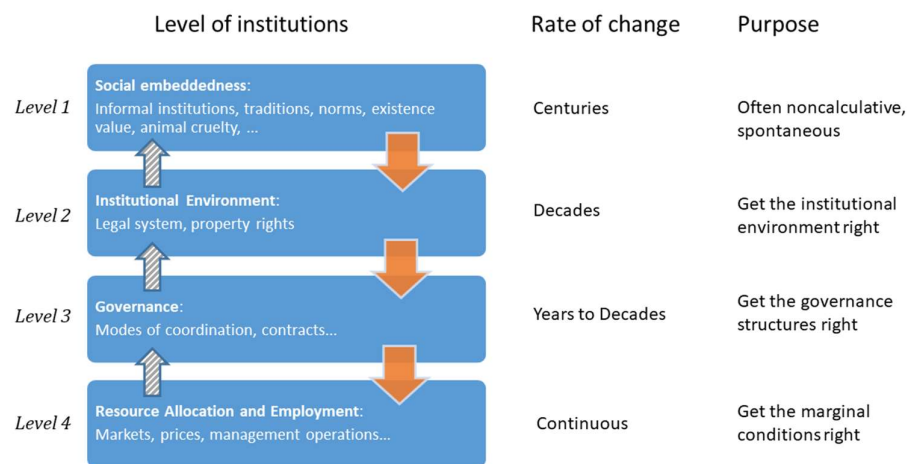 Level of institutions
Rate of change
Purpose
Level 1
Social embeddedness:
Informal institutions, traditions, norms, existence
value, animal cruelty, ...
Centuries
Often noncalculative,
spontaneous
Level 2
Institutional Environment:
Legal system, property rights
Decades
Get the institutional
environment right
Level 3
Governance:
Modes of coordination, contracts...
Years to Decades
Get the governance
structures right
Level 4
Resource Allocation and Employment:
Markets, prices, management operations...
Continuous
Get the marginal
conditions right